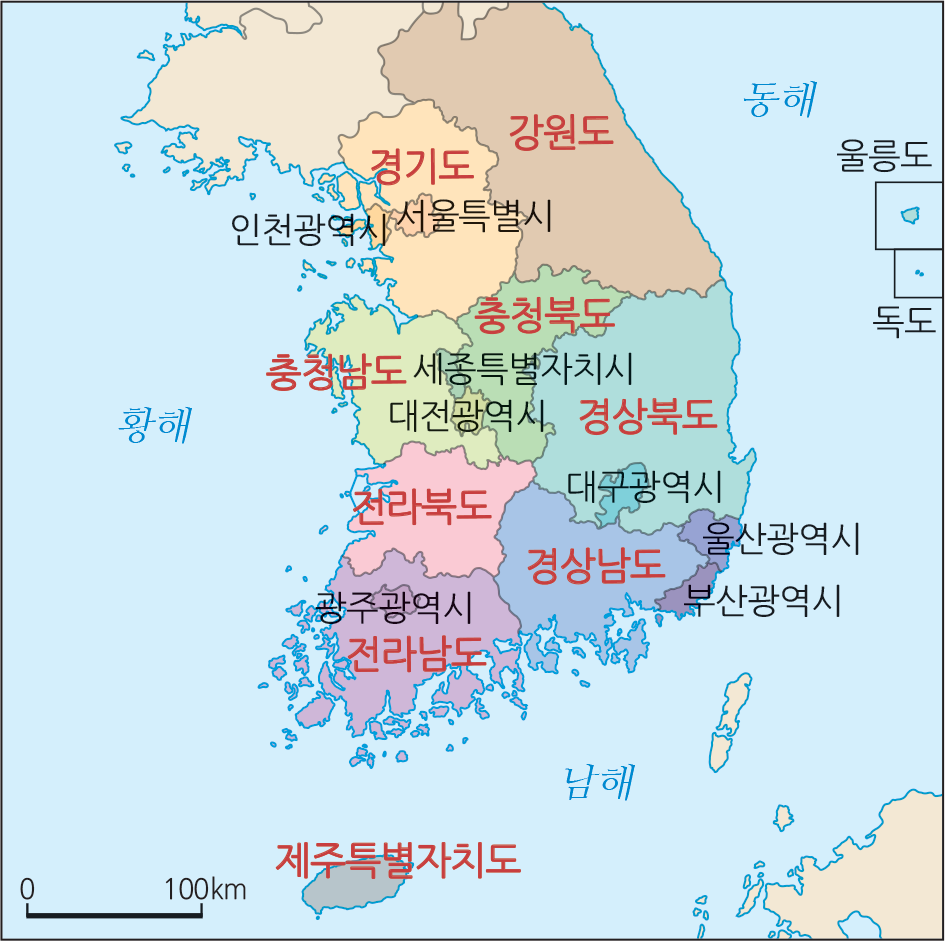 동해
강원도
울릉도
경기도
서울특별시
인천광역시
충청북도
독도
세종특별자치시
충청남도
대전광역시
경상북도
황해
대구광역시
전라북도
울산광역시
경상남도
부산광역시
광주광역시
전라남도
남해
제주특별자치도
0 100km